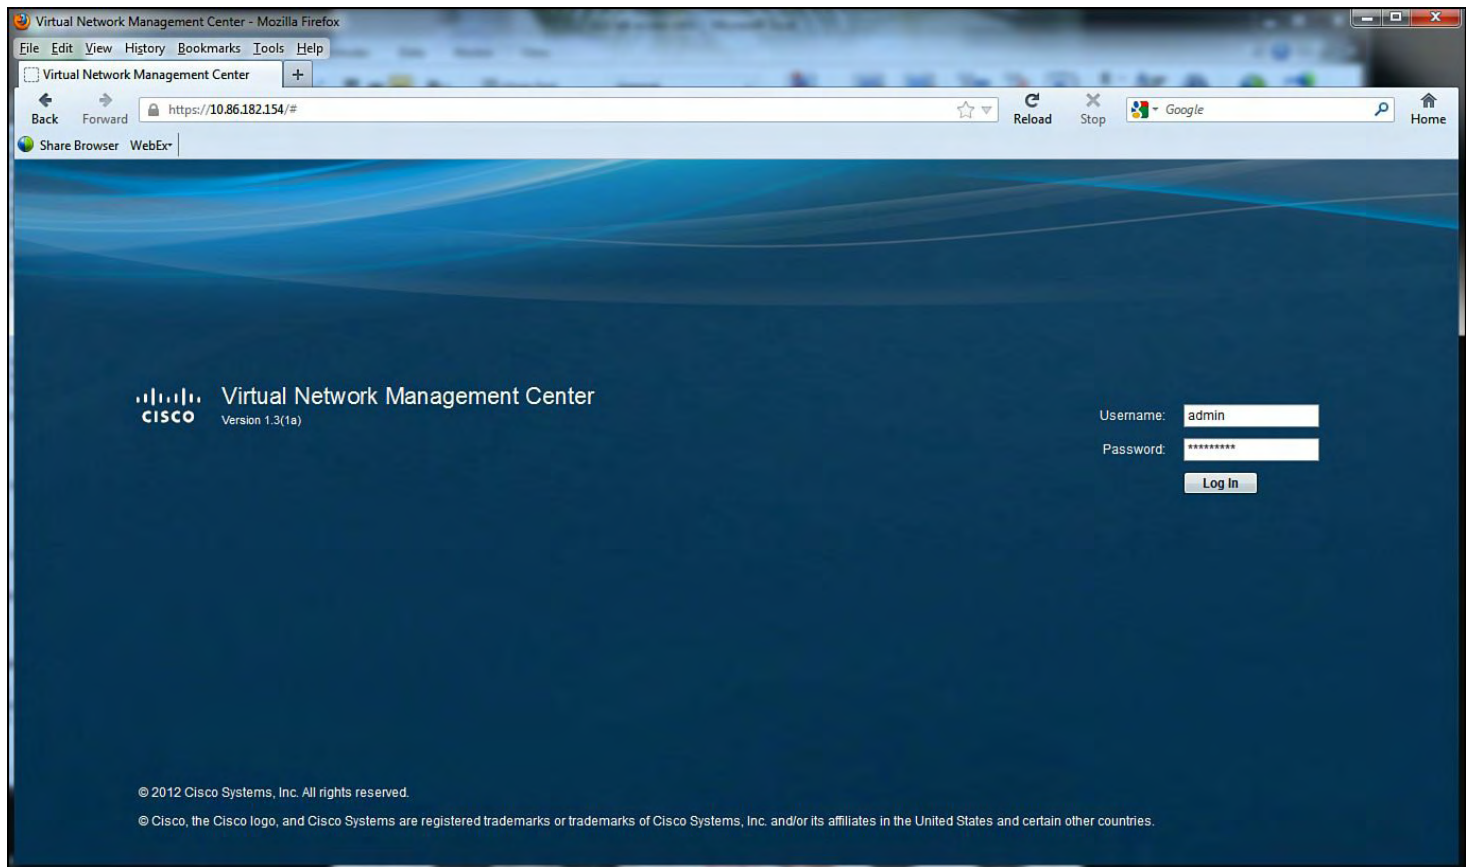 Virtual Network Management Center - Mozilla Firefox
File Edit View History Bookmarks Tools Help
Virtual Network Management Center +
Back Forward https://10.86.182.154/# Reload Stop Google Home
Share Browser WebEx
CISCO
Virtual Network Management Center
Version 1.3(1a)
Username: admin
Password: *********
Log In
© 2012 Cisco Systems, Inc. All rights reserved.
© Cisco, the Cisco logo, and Cisco Systems are registered trademarks or trademarks of Cisco Systems, Inc. and/or its affiliates in the United States and certain other countries.